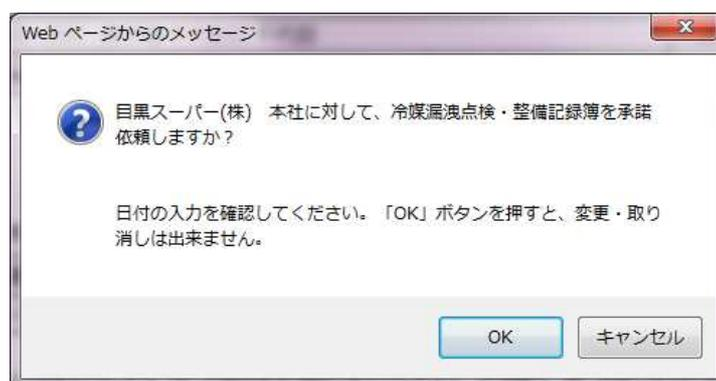 Web ページからのメッセージ
目黒スーパー(株)　本社に対して、冷媒漏洩点検・整備記録簿を承諾
依頼しますか？
日付の入力を確認してください。「OK」ボタンを押すと、変更・取り
消しは出来ません。
OK
キャンセル